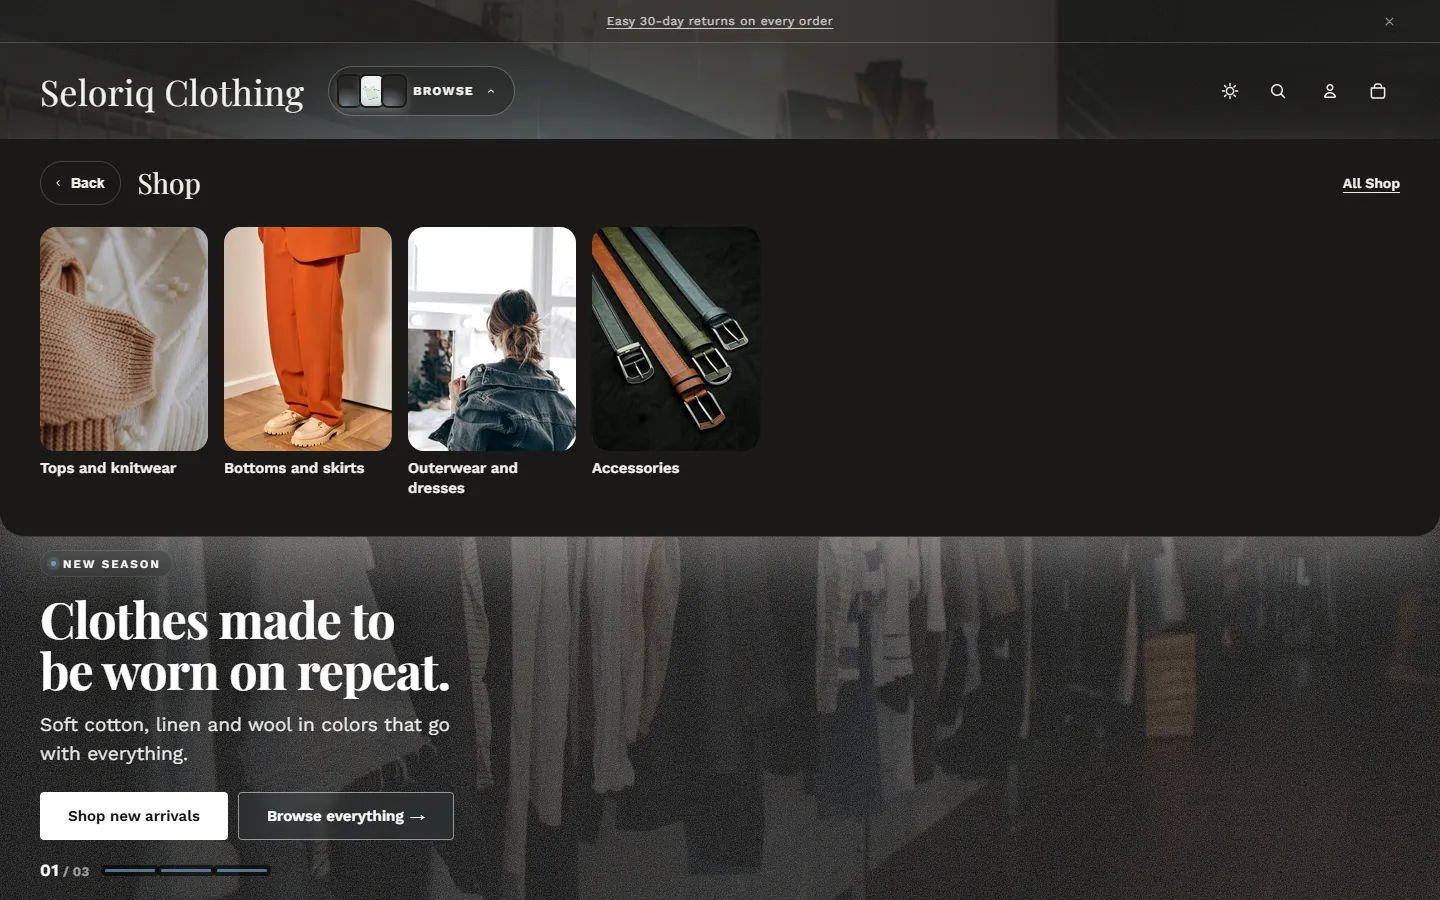 Easy 30-day returns on every order
Seloriq Clothing
BROWSE
Back
Shop
All Shop
Tops and knitwear
Bottoms and skirts
Outerwear and
dresses
Accessories
NEW SEASON
Clothes made to
be worn on repeat.
Soft cotton, linen and wool in colors that go
with everything.
Shop new arrivals
Browse everything →
01 / 03